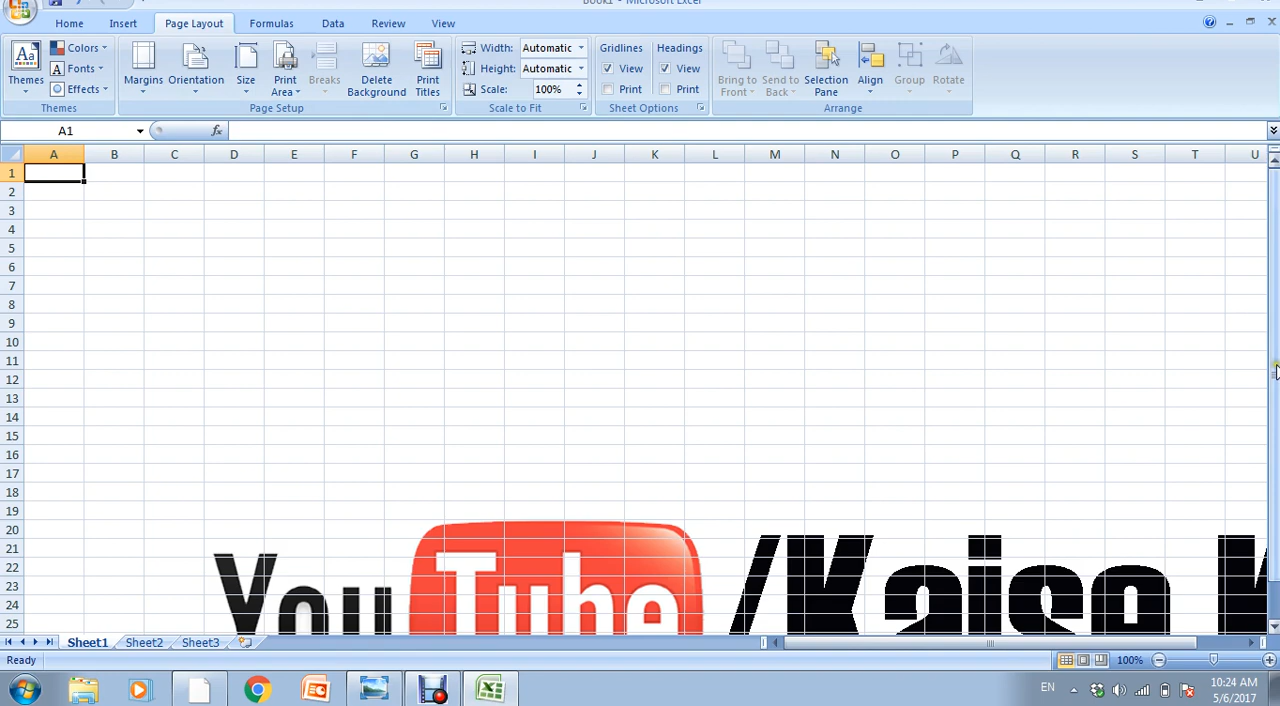 Book1 - Microsoft Excel
Home Insert Page Layout Formulas Data Review View
Themes Colors Fonts Effects Margins Orientation Size Print Area Breaks Delete Background Print Titles Width: Automatic Height: Automatic Scale: 100% Gridlines View Print Headings View Print Bring to Front Send to Back Selection Pane Align Group Rotate
Themes Page Setup Scale to Fit Sheet Options Arrange
A1 fx
A B C D E F G H I J K L M N O P Q R S T U
1
2
3
4
5
6
7
8
9
10
11
12
13
14
15
16
17
18
19
20
21
22
23
24
25
YouTube /Kaise
Sheet1 Sheet2 Sheet3
Ready 100%
EN 10:24 AM
5/6/2017